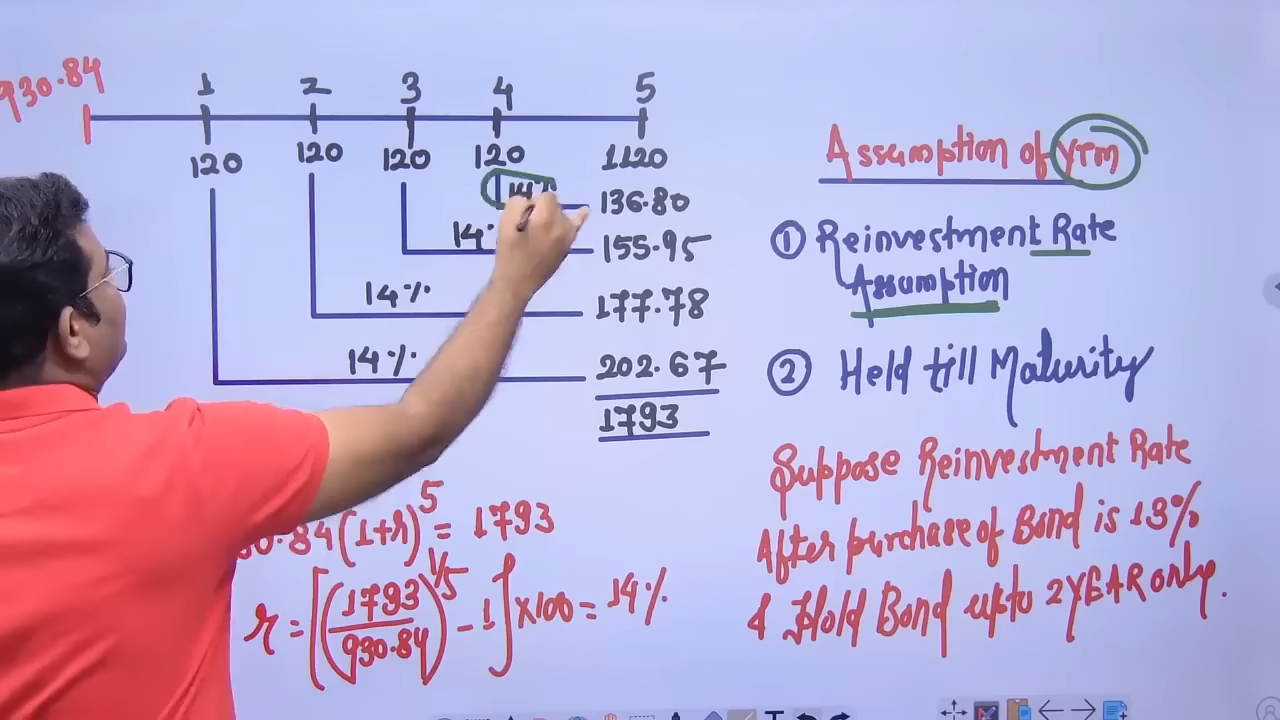 930.84
1 2 3 4 5
120 120 120 120 1120
14% 136.80
14% 155.95
14% 177.78
14% 202.67
1793
.84(1+r)^5 = 1793
r = [(1793/930.84)^1/5 - 1] × 100 = 14%
Assumption of YTM
① Reinvestment Rate
Assumption
② Held till Maturity
Suppose Reinvestment Rate
After purchase of Bond is 13%
& Hold Bond upto 2 YEAR only.